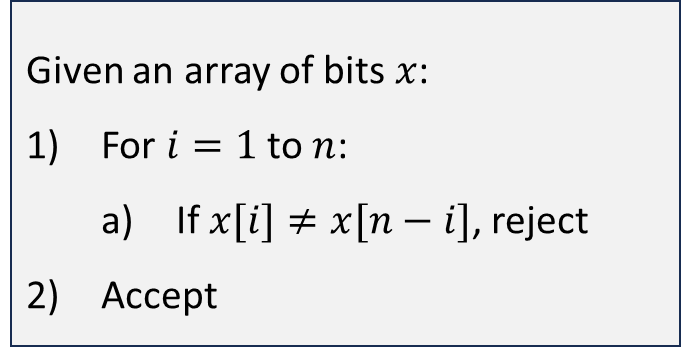 Given an array of bits x:
1) For i = 1 to n:
a) If x[i] ≠ x[n − i], reject
2) Accept